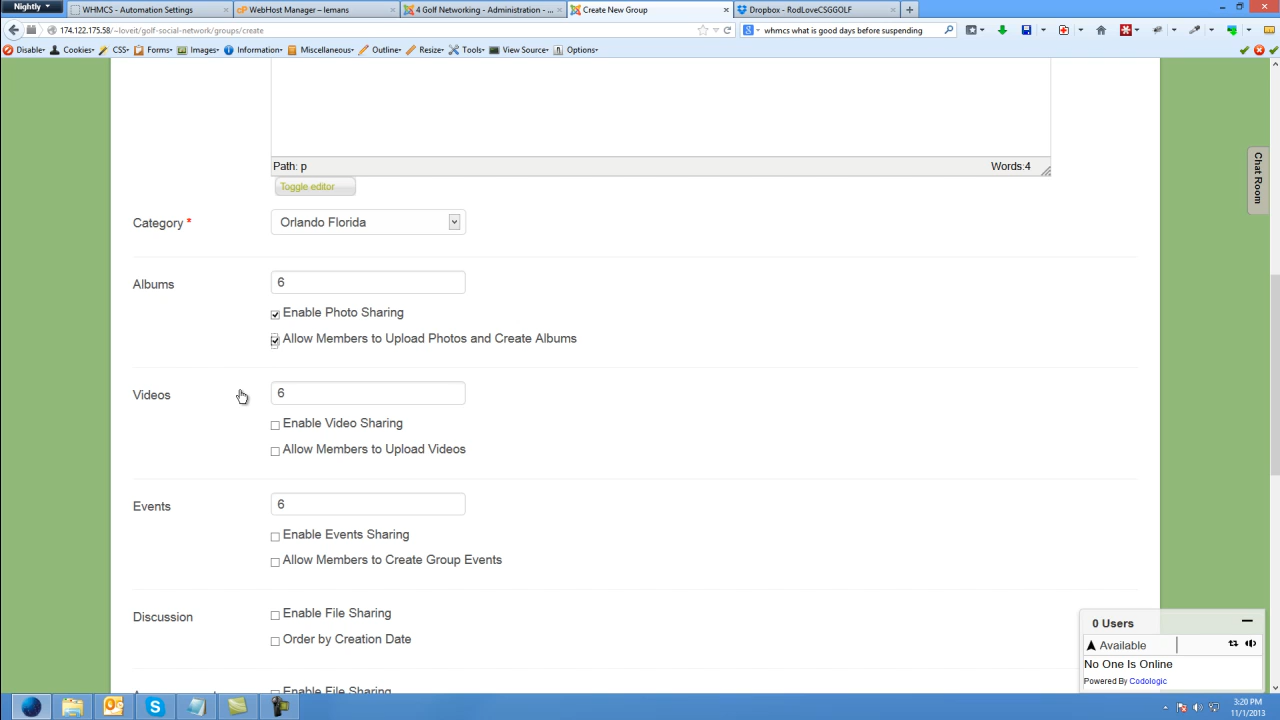 Nightly
WHMCS - Automation Settings
WebHost Manager – lemans
4 Golf Networking - Administration - ...
Create New Group
Dropbox - RodLoveCSGGOLF
174.122.175.58/~loveit/golf-social-network/groups/create
whmcs what is good days before suspending
Disable
Cookies
CSS
Forms
Images
Information
Miscellaneous
Outline
Resize
Tools
View Source
Options
Path: p
Words:4
Toggle editor
Chat Room
Category *
Orlando Florida
Albums
6
Enable Photo Sharing
Allow Members to Upload Photos and Create Albums
Videos
6
Enable Video Sharing
Allow Members to Upload Videos
Events
6
Enable Events Sharing
Allow Members to Create Group Events
Discussion
Enable File Sharing
Order by Creation Date
Enable File Sharing
0 Users
Available
No One Is Online
Powered By Codologic
3:20 PM
11/1/2013